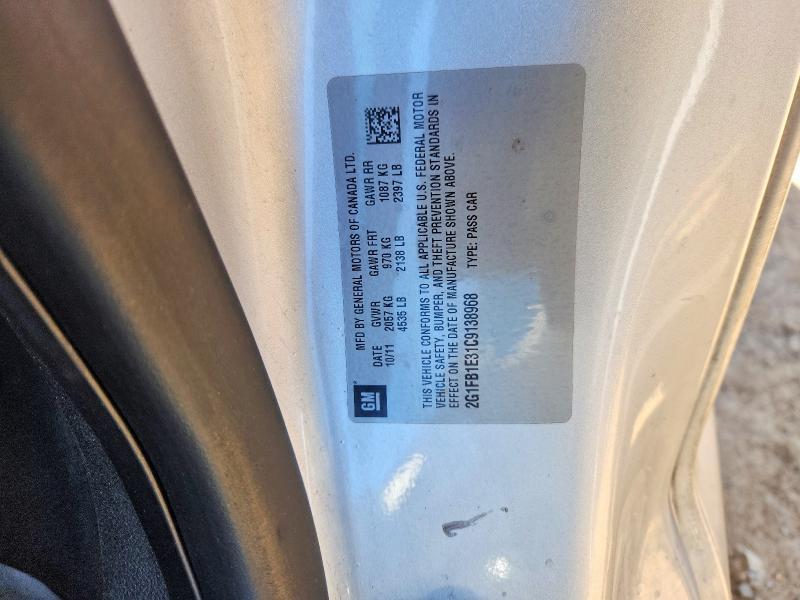 GM
MFD BY GENERAL MOTORS OF CANADA LTD.
DATE GVWR GAWR FRT GAWR RR
10/11 2057 KG 970 KG 1087 KG
4535 LB 2138 LB 2397 LB
THIS VEHICLE CONFORMS TO ALL APPLICABLE U.S. FEDERAL MOTOR
VEHICLE SAFETY, BUMPER, AND THEFT PREVENTION STANDARDS IN
EFFECT ON THE DATE OF MANUFACTURE SHOWN ABOVE.
2G1FB1E31C9138968 TYPE: PASS CAR